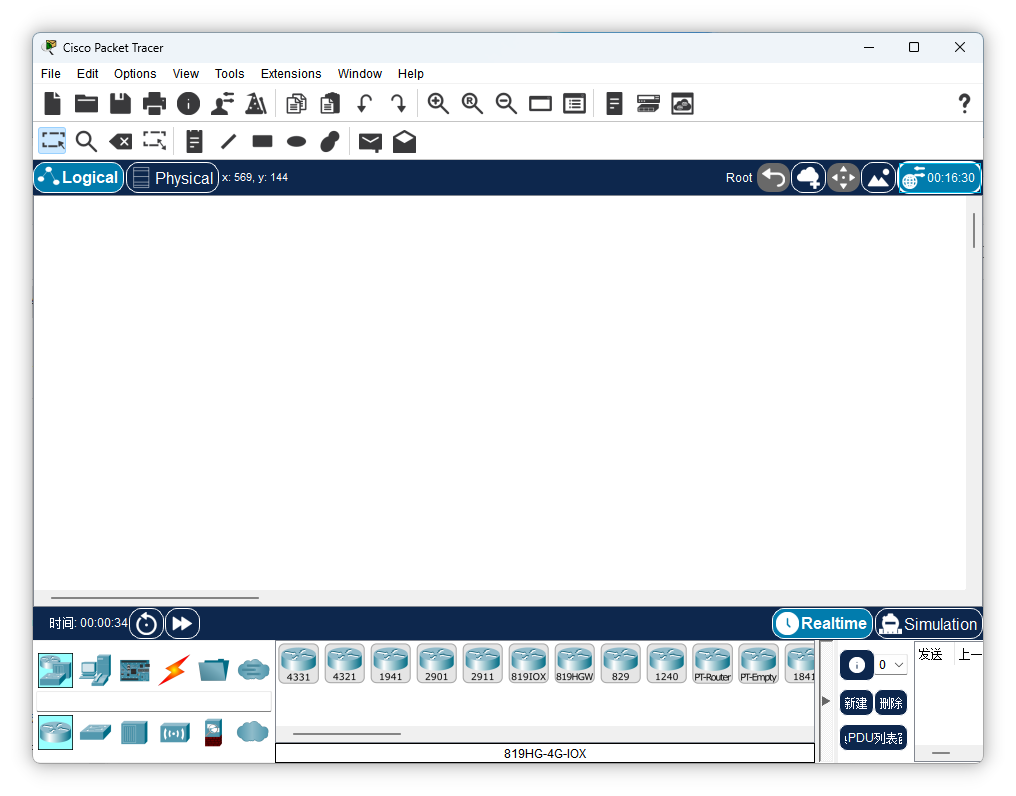 Cisco Packet Tracer
File Edit Options View Tools Extensions Window Help
Logical Physical x: 569, y: 144 Root 00:16:30
时间: 00:00:34 Realtime Simulation
4331 4321 1941 2901 2911 819IOX 819HGW 829 1240 PT-Router PT-Empty 1841
0
发送 上一
新建 删除
PDU列表
819HG-4G-IOX